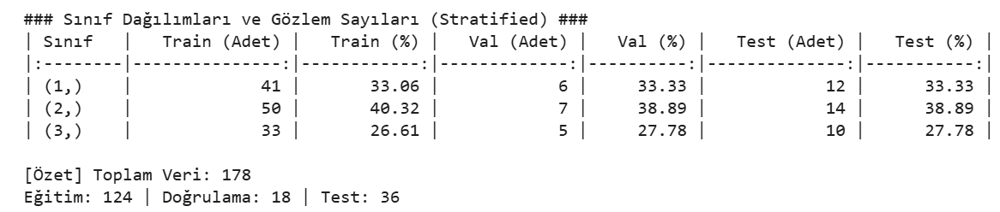 ### Sınıf Dağılımları ve Gözlem Sayıları (Stratified) ###
| Sınıf   |   Train (Adet) |   Train (%) |   Val (Adet) |   Val (%) |   Test (Adet) |   Test (%) |
|:--------|---------------:|------------:|-------------:|----------:|--------------:|-----------:|
| (1,)    |             41 |       33.06 |            6 |     33.33 |            12 |      33.33 |
| (2,)    |             50 |       40.32 |            7 |     38.89 |            14 |      38.89 |
| (3,)    |             33 |       26.61 |            5 |     27.78 |            10 |      27.78 |
[Özet] Toplam Veri: 178
Eğitim: 124 | Doğrulama: 18 | Test: 36